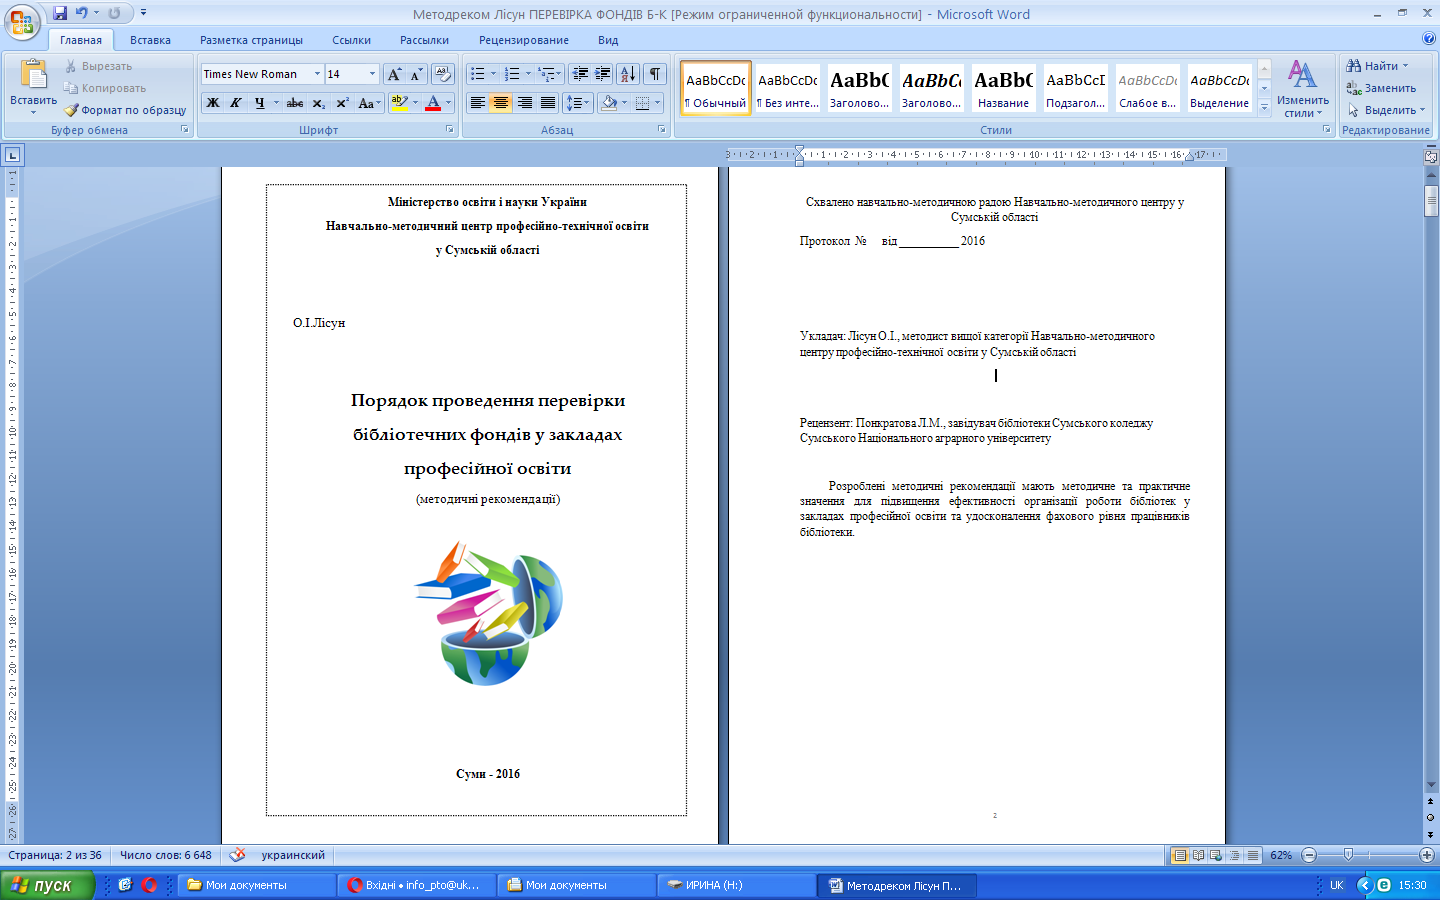 Методреком Лісун ПЕРЕВІРКА ФОНДІВ Б-К [Режим ограниченной функциональности] - Microsoft Word
Главная Вставка Разметка страницы Ссылки Рассылки Рецензирование Вид
Вставить
Вырезать
Копировать
Формат по образцу
Буфер обмена
Times New Roman 14
Ж К Ч abc x₂ x² Aa
Шрифт
Абзац
AaBbCcDc AaBbCcDc AaBbC AaBbCc AaBbC AaBbCcI AaBbCcDc AaBbCcDc
¶ Обычный ¶ Без инте... Заголово... Заголово... Название Подзагол... Слабое в... Выделение
Изменить
стили
Стили
Найти
Заменить
Выделить
Редактирование
Міністерство освіти і науки України
Навчально-методичний центр професійно-технічної освіти
у Сумській області
О.І.Лісун
Порядок проведення перевірки
бібліотечних фондів у закладах
професійної освіти
(методичні рекомендації)
Суми - 2016
Схвалено навчально-методичною радою Навчально-методичного центру у
Сумській області
Протокол № від __________ 2016
Укладач: Лісун О.І., методист вищої категорії Навчально-методичного
центру професійно-технічної освіти у Сумській області
Рецензент: Понкратова Л.М., завідувач бібліотеки Сумського коледжу
Сумського Національного аграрного університету
Розроблені методичні рекомендації мають методичне та практичне
значення для підвищення ефективності організації роботи бібліотек у
закладах професійної освіти та удосконалення фахового рівня працівників
бібліотеки.
2
Страница: 2 из 36 Число слов: 6 648 украинский 62%
пуск Мои документы Вхідні • info_pto@uk... Мои документы ИРИНА (H:) Методреком Лісун П... UK 15:30